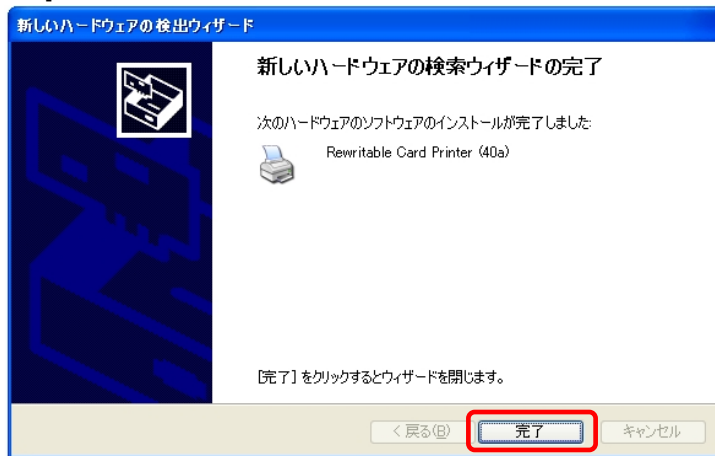 新しいハードウェアの検出ウィザード
新しいハードウェアの検索ウィザードの完了
次のハードウェアのソフトウェアのインストールが完了しました:
Rewritable Card Printer (40a)
[完了] をクリックするとウィザードを閉じます。
< 戻る(B)
完了
キャンセル